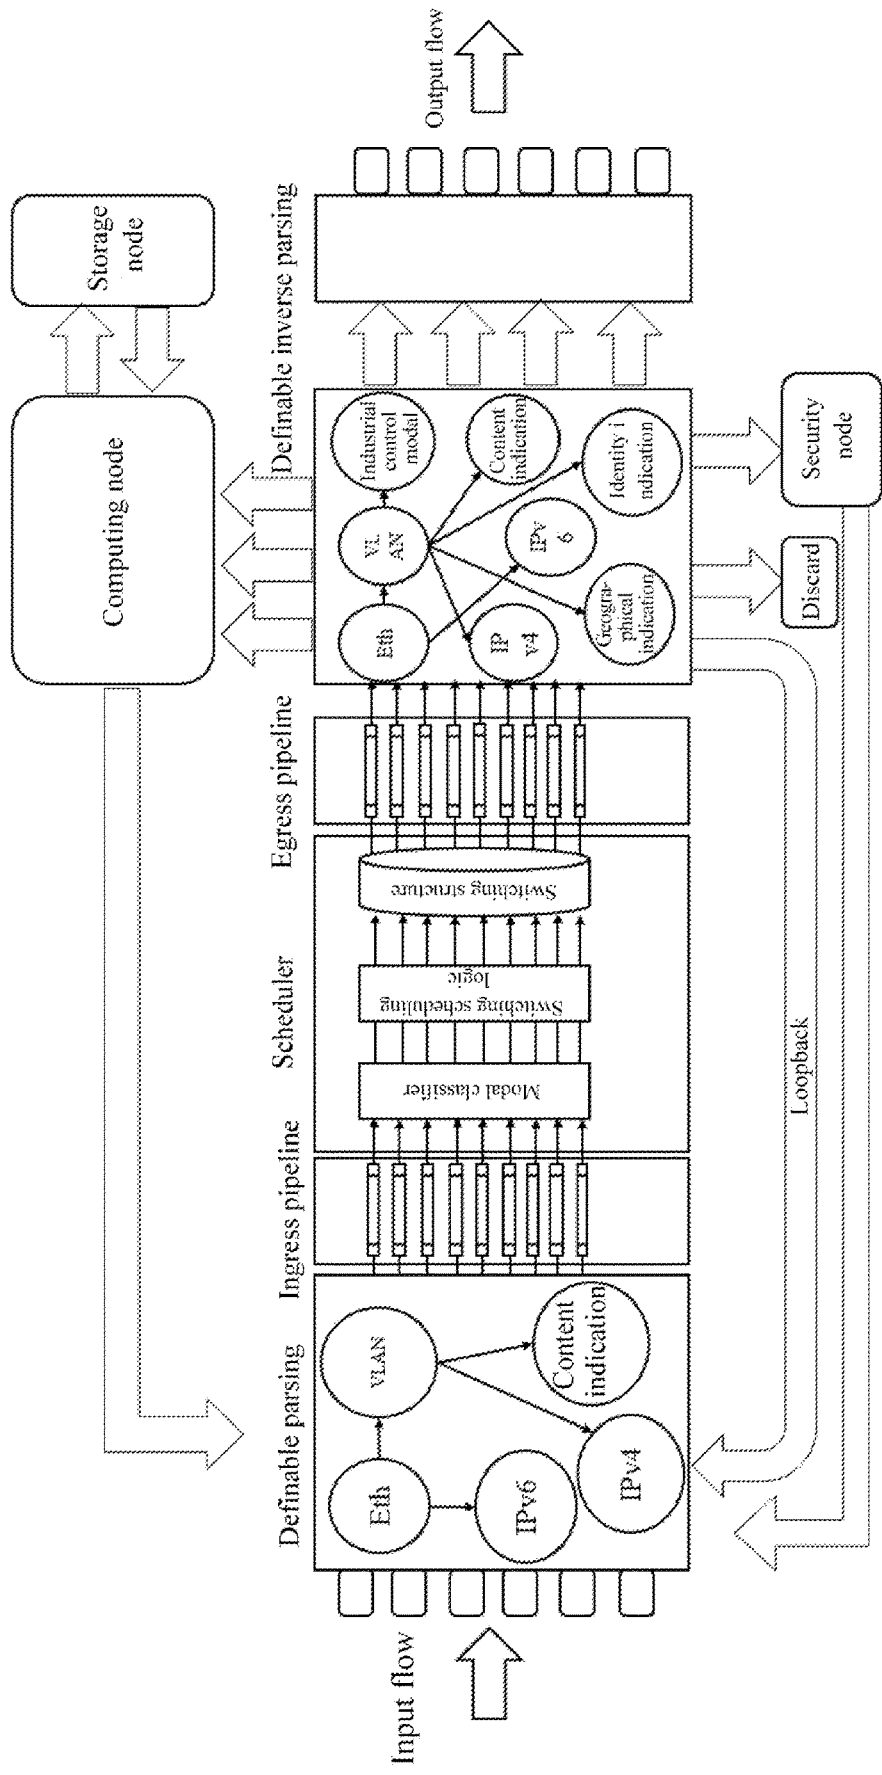 Input flow
Definable parsing
Eth
VLAN
IPv6
IPv4
Content
indication
Ingress pipeline
Scheduler
Modal classifier
Switching scheduling
logic
Switching structure
Egress pipeline
Definable inverse parsing
Eth
VL
AN
Industrial
control
modal
IP
v4
IPv
6
Content
indication
Geogra-
phical
indication
Identity i
ndication
Computing node
Storage
node
Output flow
Discard
Security
node
Loopback